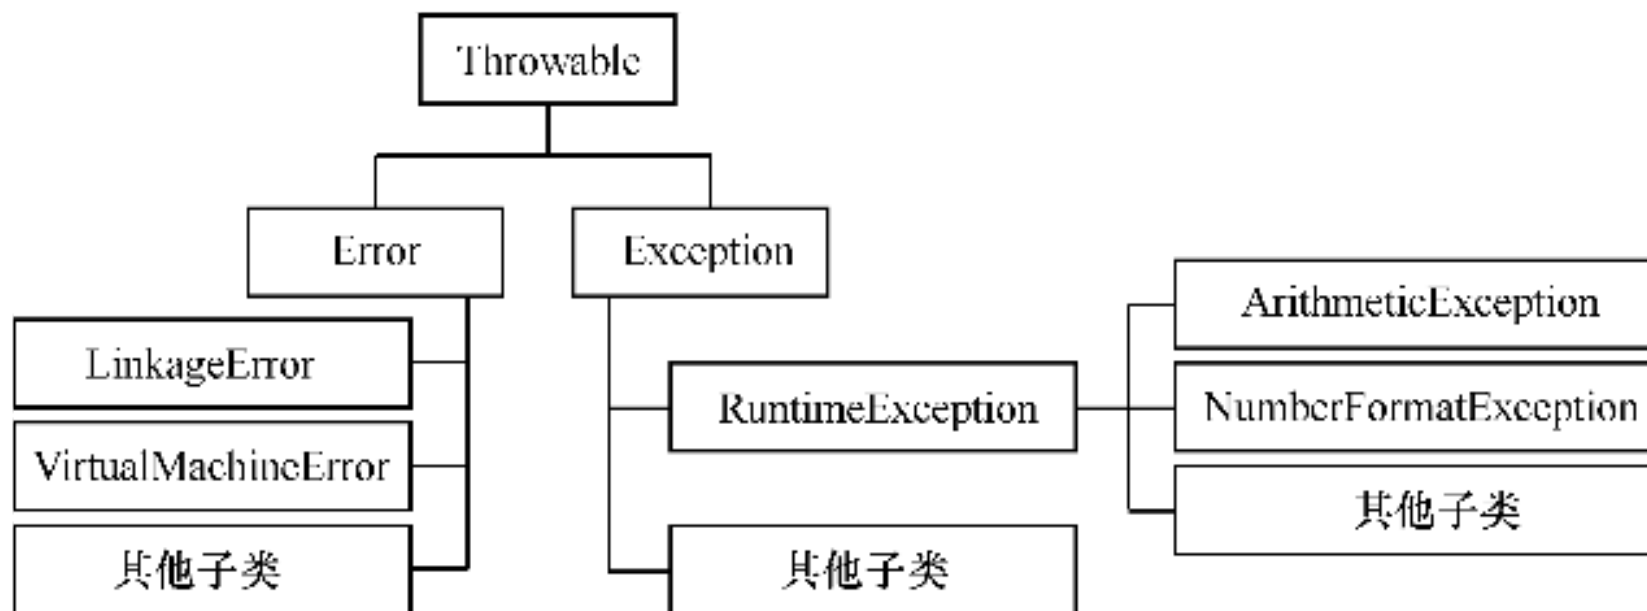 Throwable
Error
Exception
ArithmeticException
LinkageError
RuntimeException
NumberFormatException
VirtualMachineError
其他子类
其他子类
其他子类